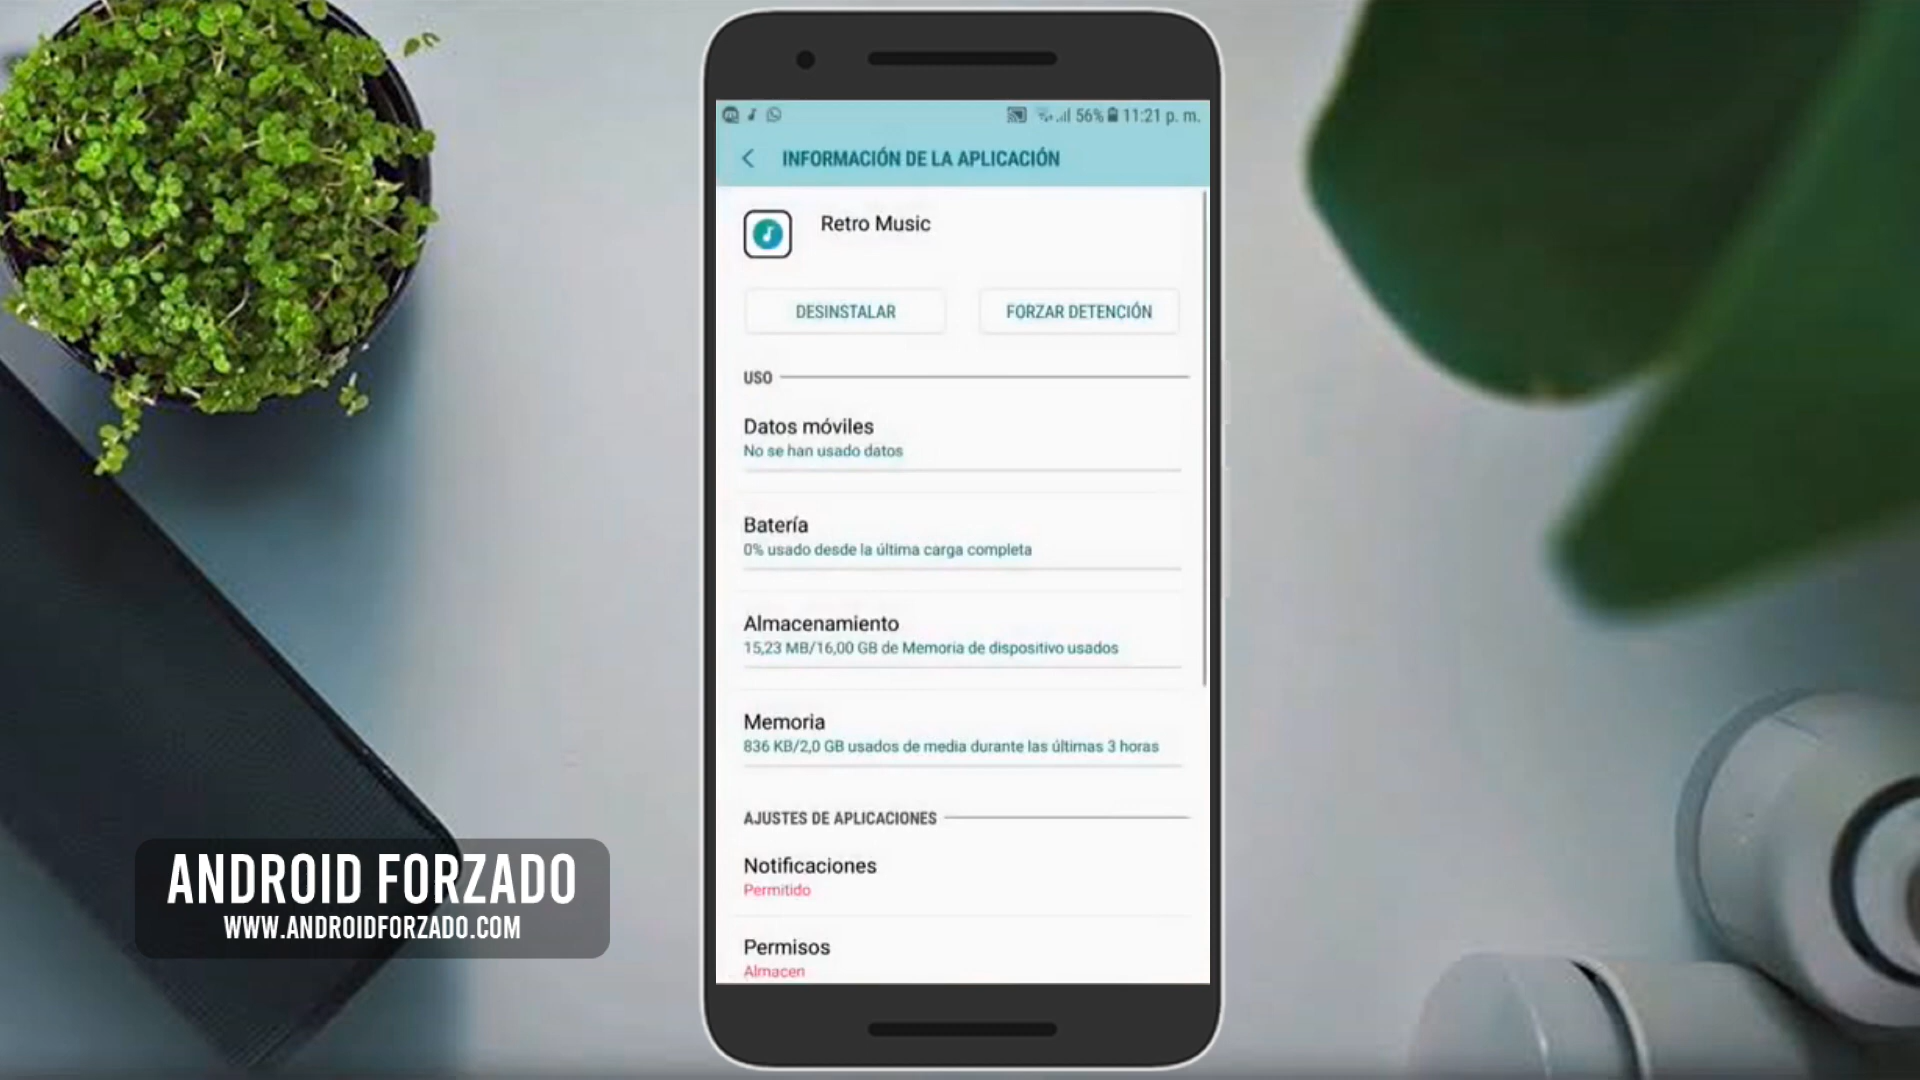 56% 11:21 p. m.
INFORMACIÓN DE LA APLICACIÓN
Retro Music
DESINSTALAR
FORZAR DETENCIÓN
USO
Datos móviles
No se han usado datos
Batería
0% usado desde la última carga completa
Almacenamiento
15,23 MB/16,00 GB de Memoria de dispositivo usados
Memoria
836 KB/2,0 GB usados de media durante las últimas 3 horas
AJUSTES DE APLICACIONES
Notificaciones
Permitido
Permisos
Almacen
ANDROID FORZADO
WWW.ANDROIDFORZADO.COM